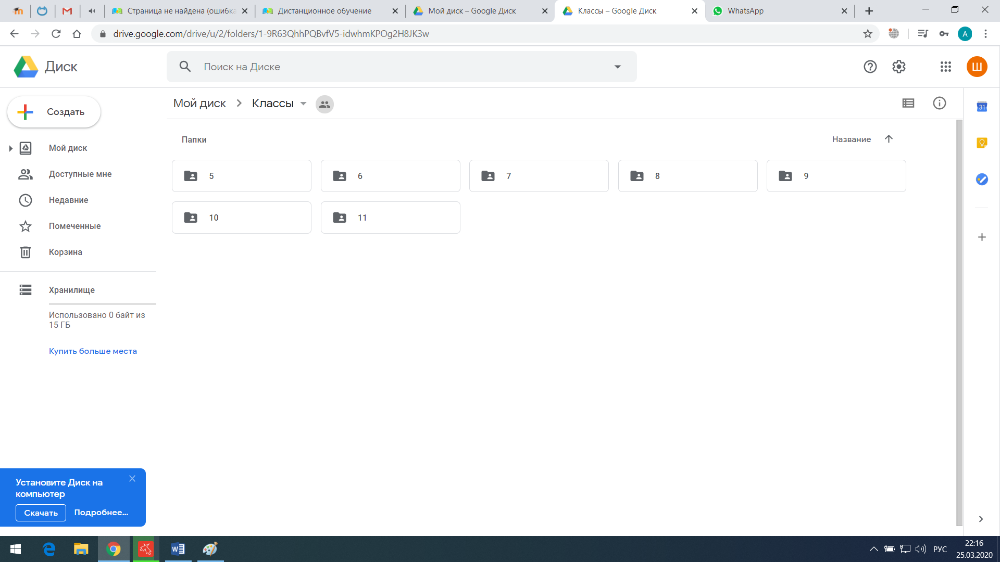 Страница не найдена (ошибка
Дистанционное обучение
Мой диск – Google Диск
Классы – Google Диск
WhatsApp
drive.google.com/drive/u/2/folders/1-9R63QhhPQBvfV5-idwhmKPOg2H8JK3w
A
Диск
Поиск на Диске
Ш
Создать
Мой диск
Классы
31
Мой диск
Доступные мне
Недавние
Помеченные
Корзина
Хранилище
Использовано 0 байт из
15 ГБ
Купить больше места
Папки
Название
5
6
7
8
9
10
11
Установите Диск на
компьютер
Скачать
Подробнее...
РУС
22:16
25.03.2020